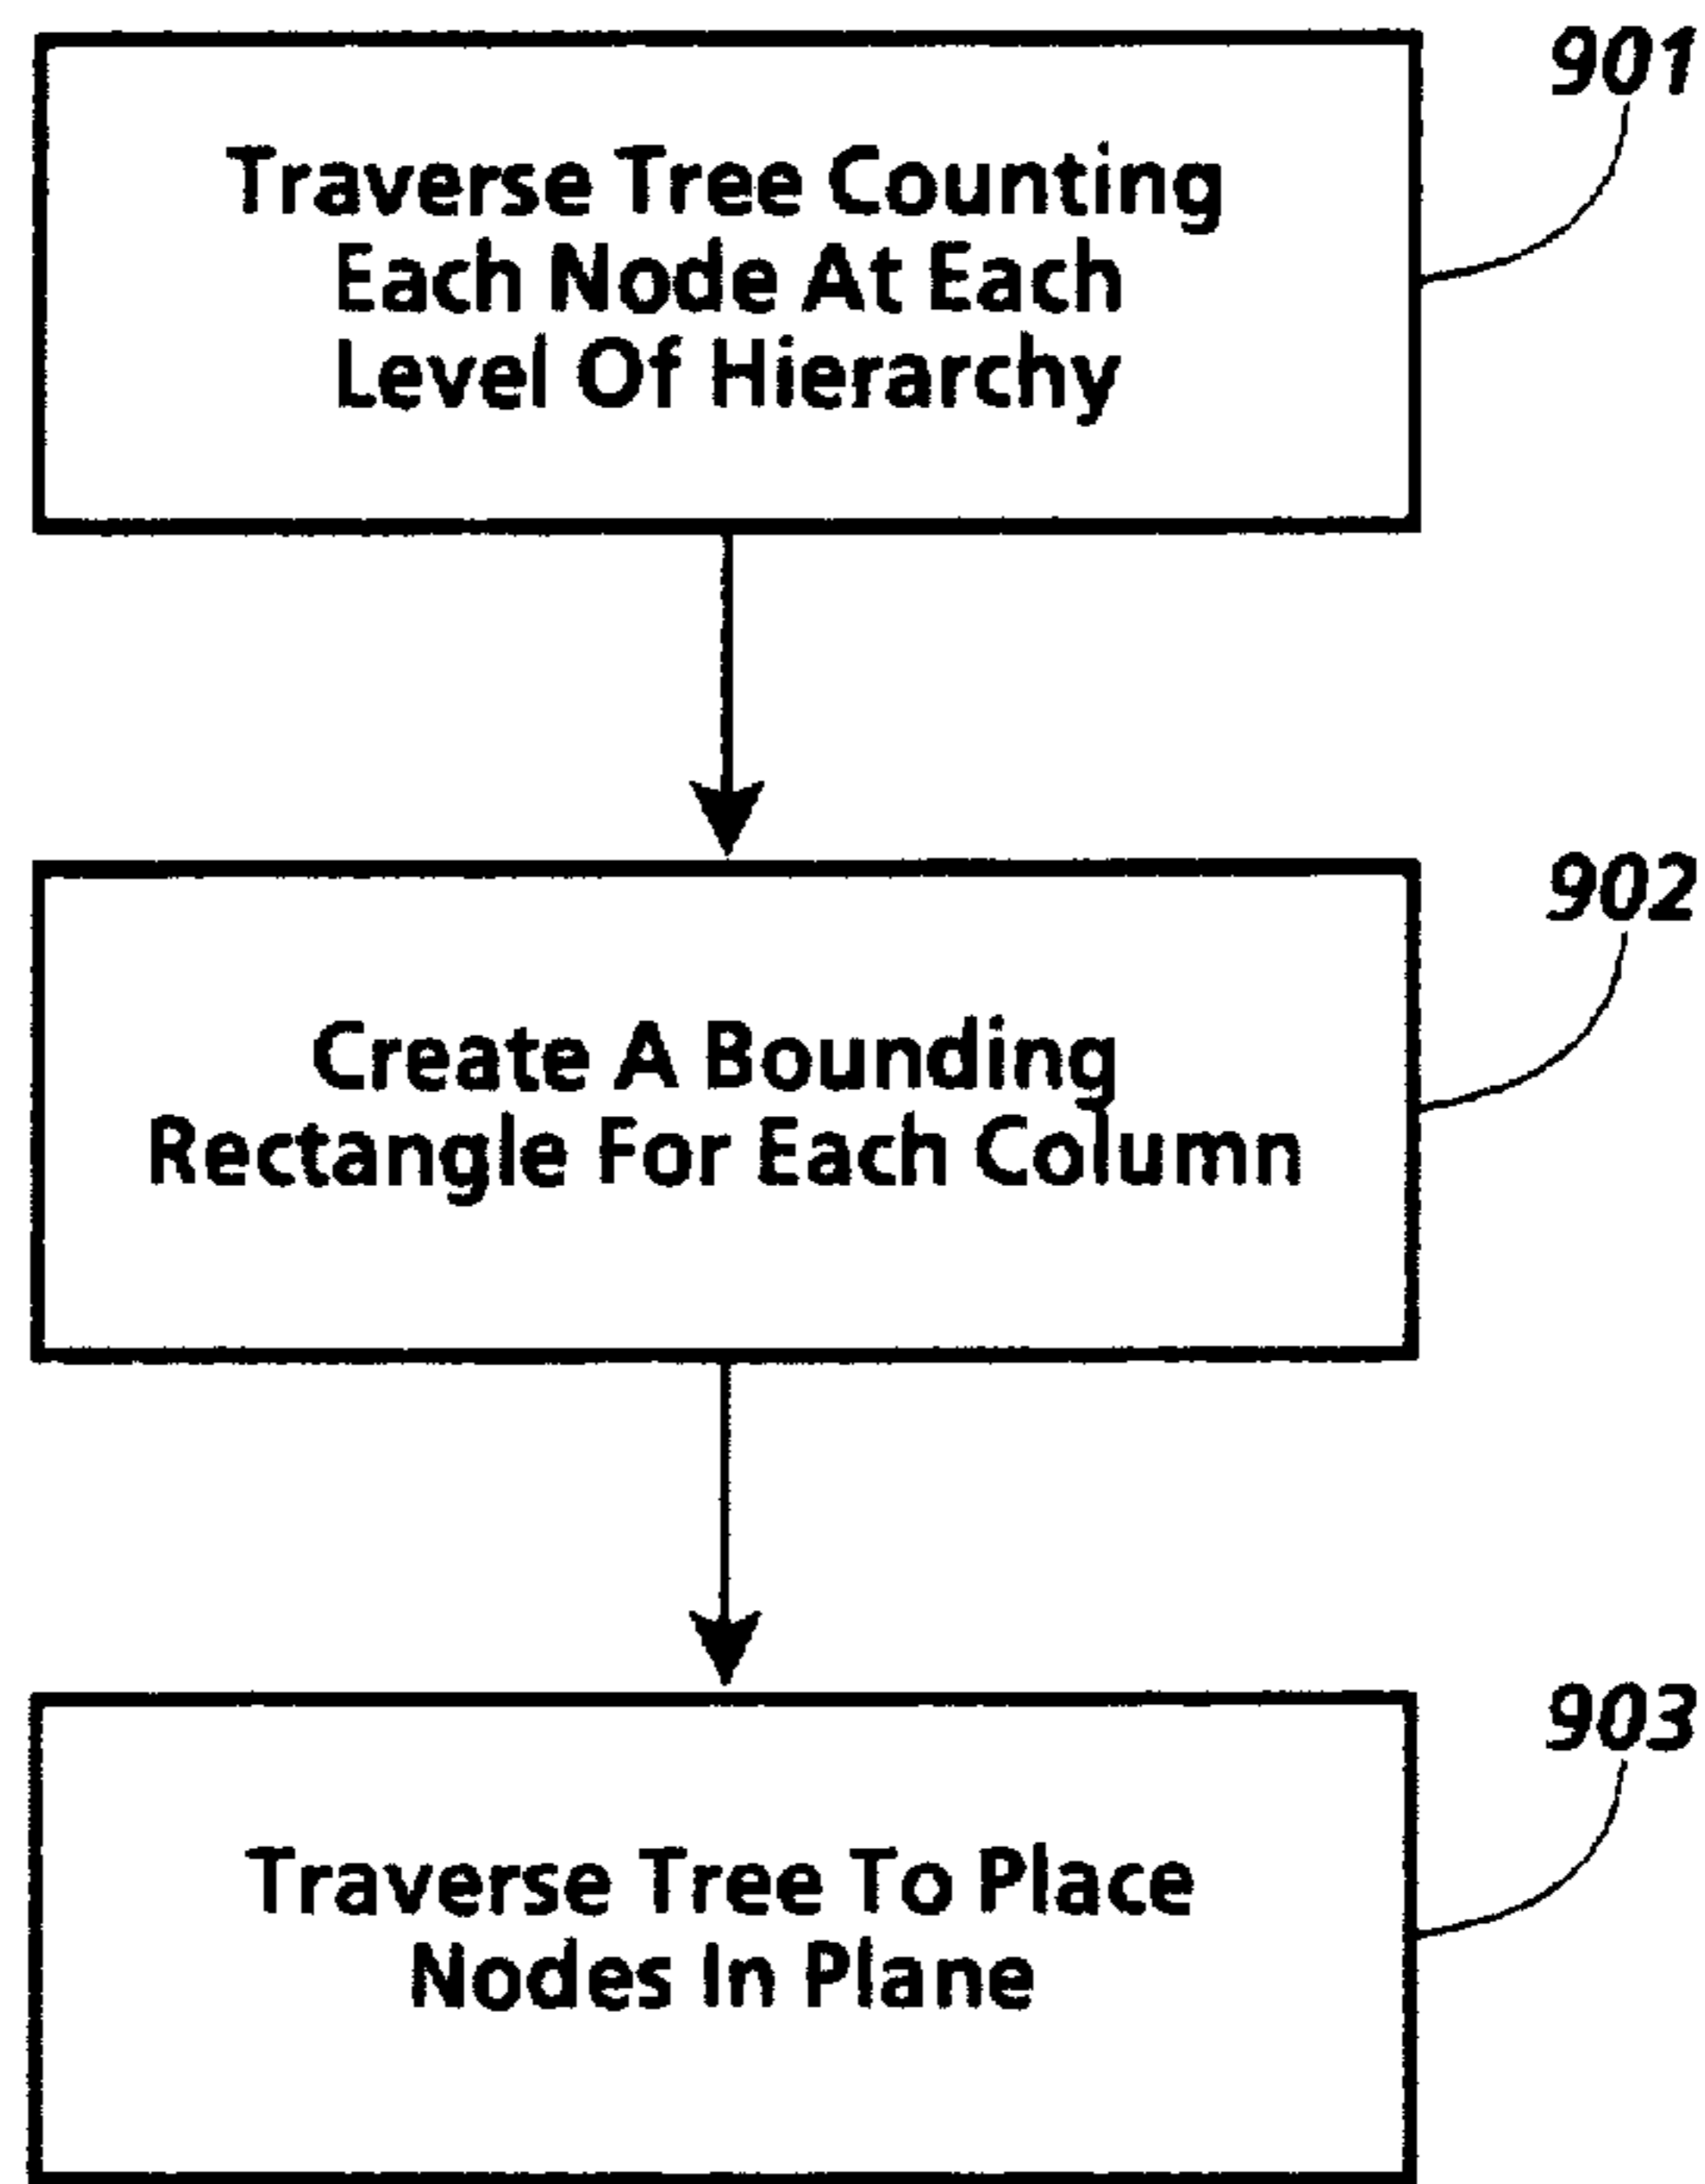 901
Traverse Tree Counting
Each Node At Each
Level Of Hierarchy
902
Create A Bounding
Rectangle For Each Column
903
Traverse Tree To Place
Nodes In Plane